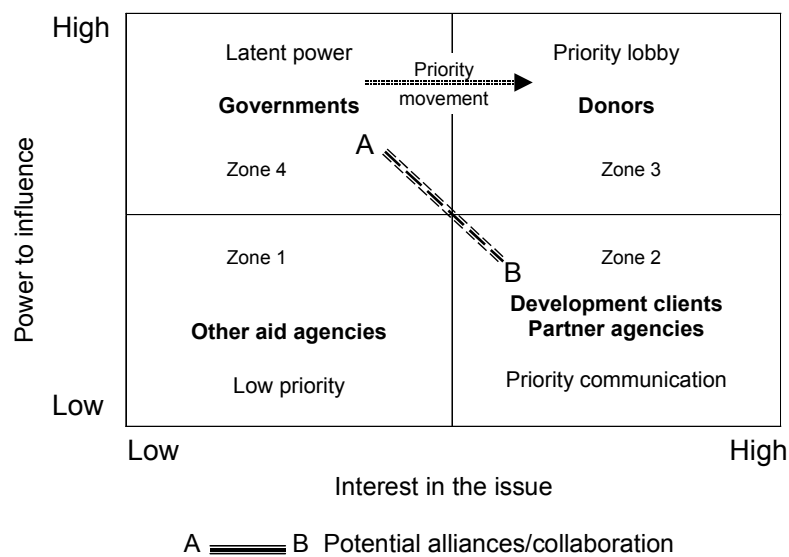 High
Latent power
Priority lobby
Priority
movement
Governments
Donors
A
Zone 4
Zone 3
Power to influence
Zone 1
Zone 2
B
Development clients
Partner agencies
Other aid agencies
Low priority
Priority communication
Low
Low
High
Interest in the issue
A B Potential alliances/collaboration